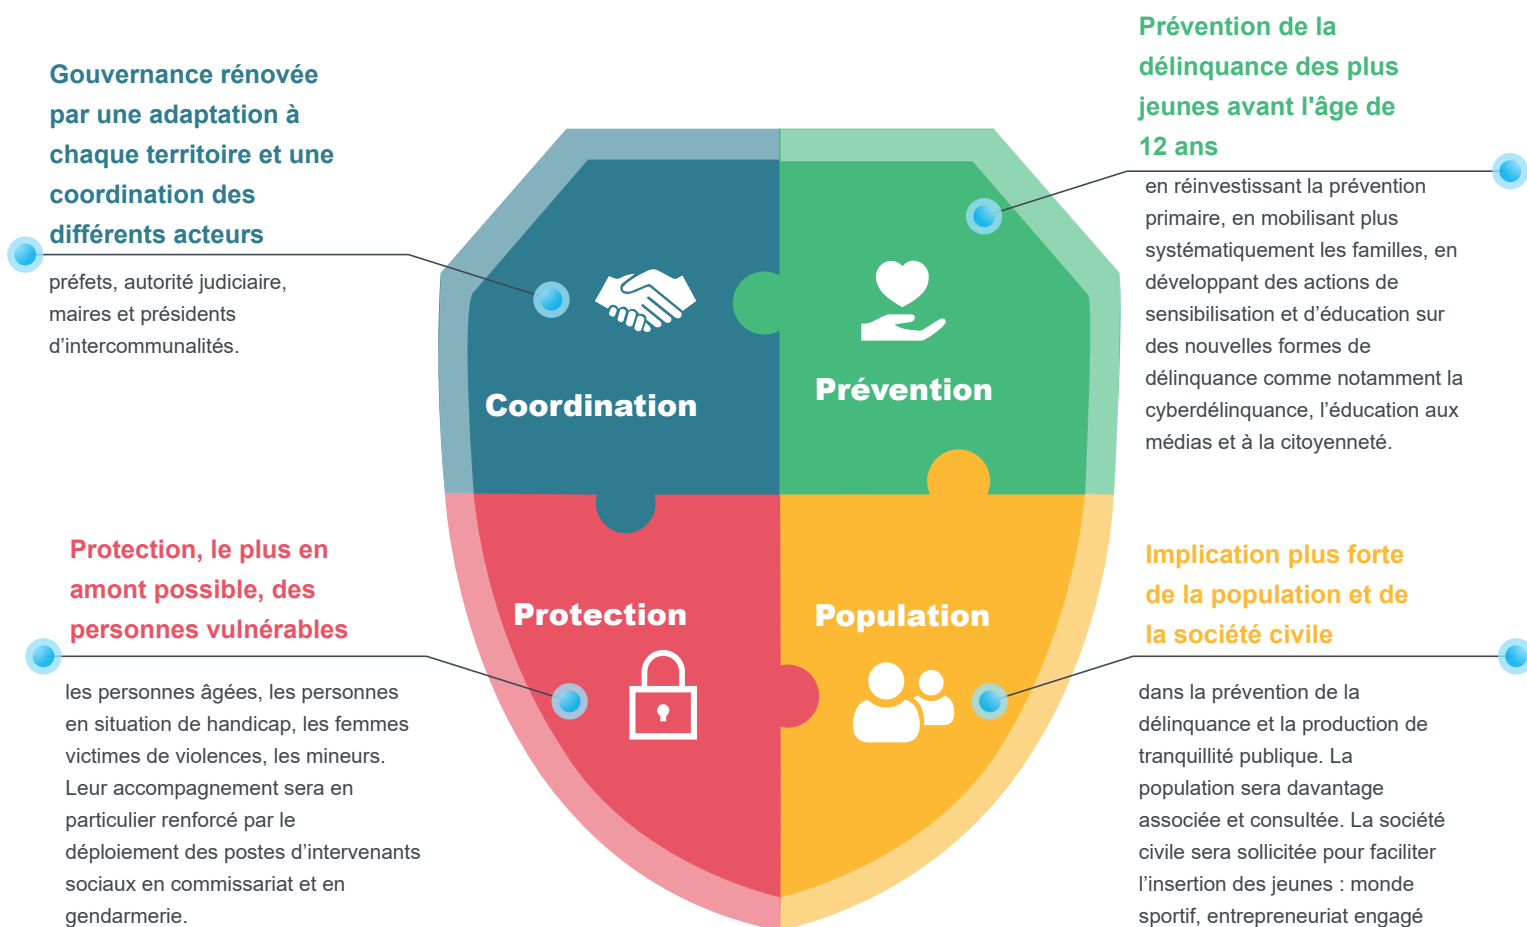 Gouvernance rénovée
par une adaptation à
chaque territoire et une
coordination des
différents acteurs
préfets, autorité judiciaire,
maires et présidents
d’intercommunalités.
Prévention de la
délinquance des plus
jeunes avant l'âge de
12 ans
en réinvestissant la prévention
primaire, en mobilisant plus
systématiquement les familles, en
développant des actions de
sensibilisation et d’éducation sur
des nouvelles formes de
délinquance comme notamment la
cyberdélinquance, l’éducation aux
médias et à la citoyenneté.
Coordination
Prévention
Protection
Population
Protection, le plus en
amont possible, des
personnes vulnérables
les personnes âgées, les personnes
en situation de handicap, les femmes
victimes de violences, les mineurs.
Leur accompagnement sera en
particulier renforcé par le
déploiement des postes d’intervenants
sociaux en commissariat et en
gendarmerie.
Implication plus forte
de la population et de
la société civile
dans la prévention de la
délinquance et la production de
tranquillité publique. La
population sera davantage
associée et consultée. La société
civile sera sollicitée pour faciliter
l’insertion des jeunes : monde
sportif, entrepreneuriat engagé